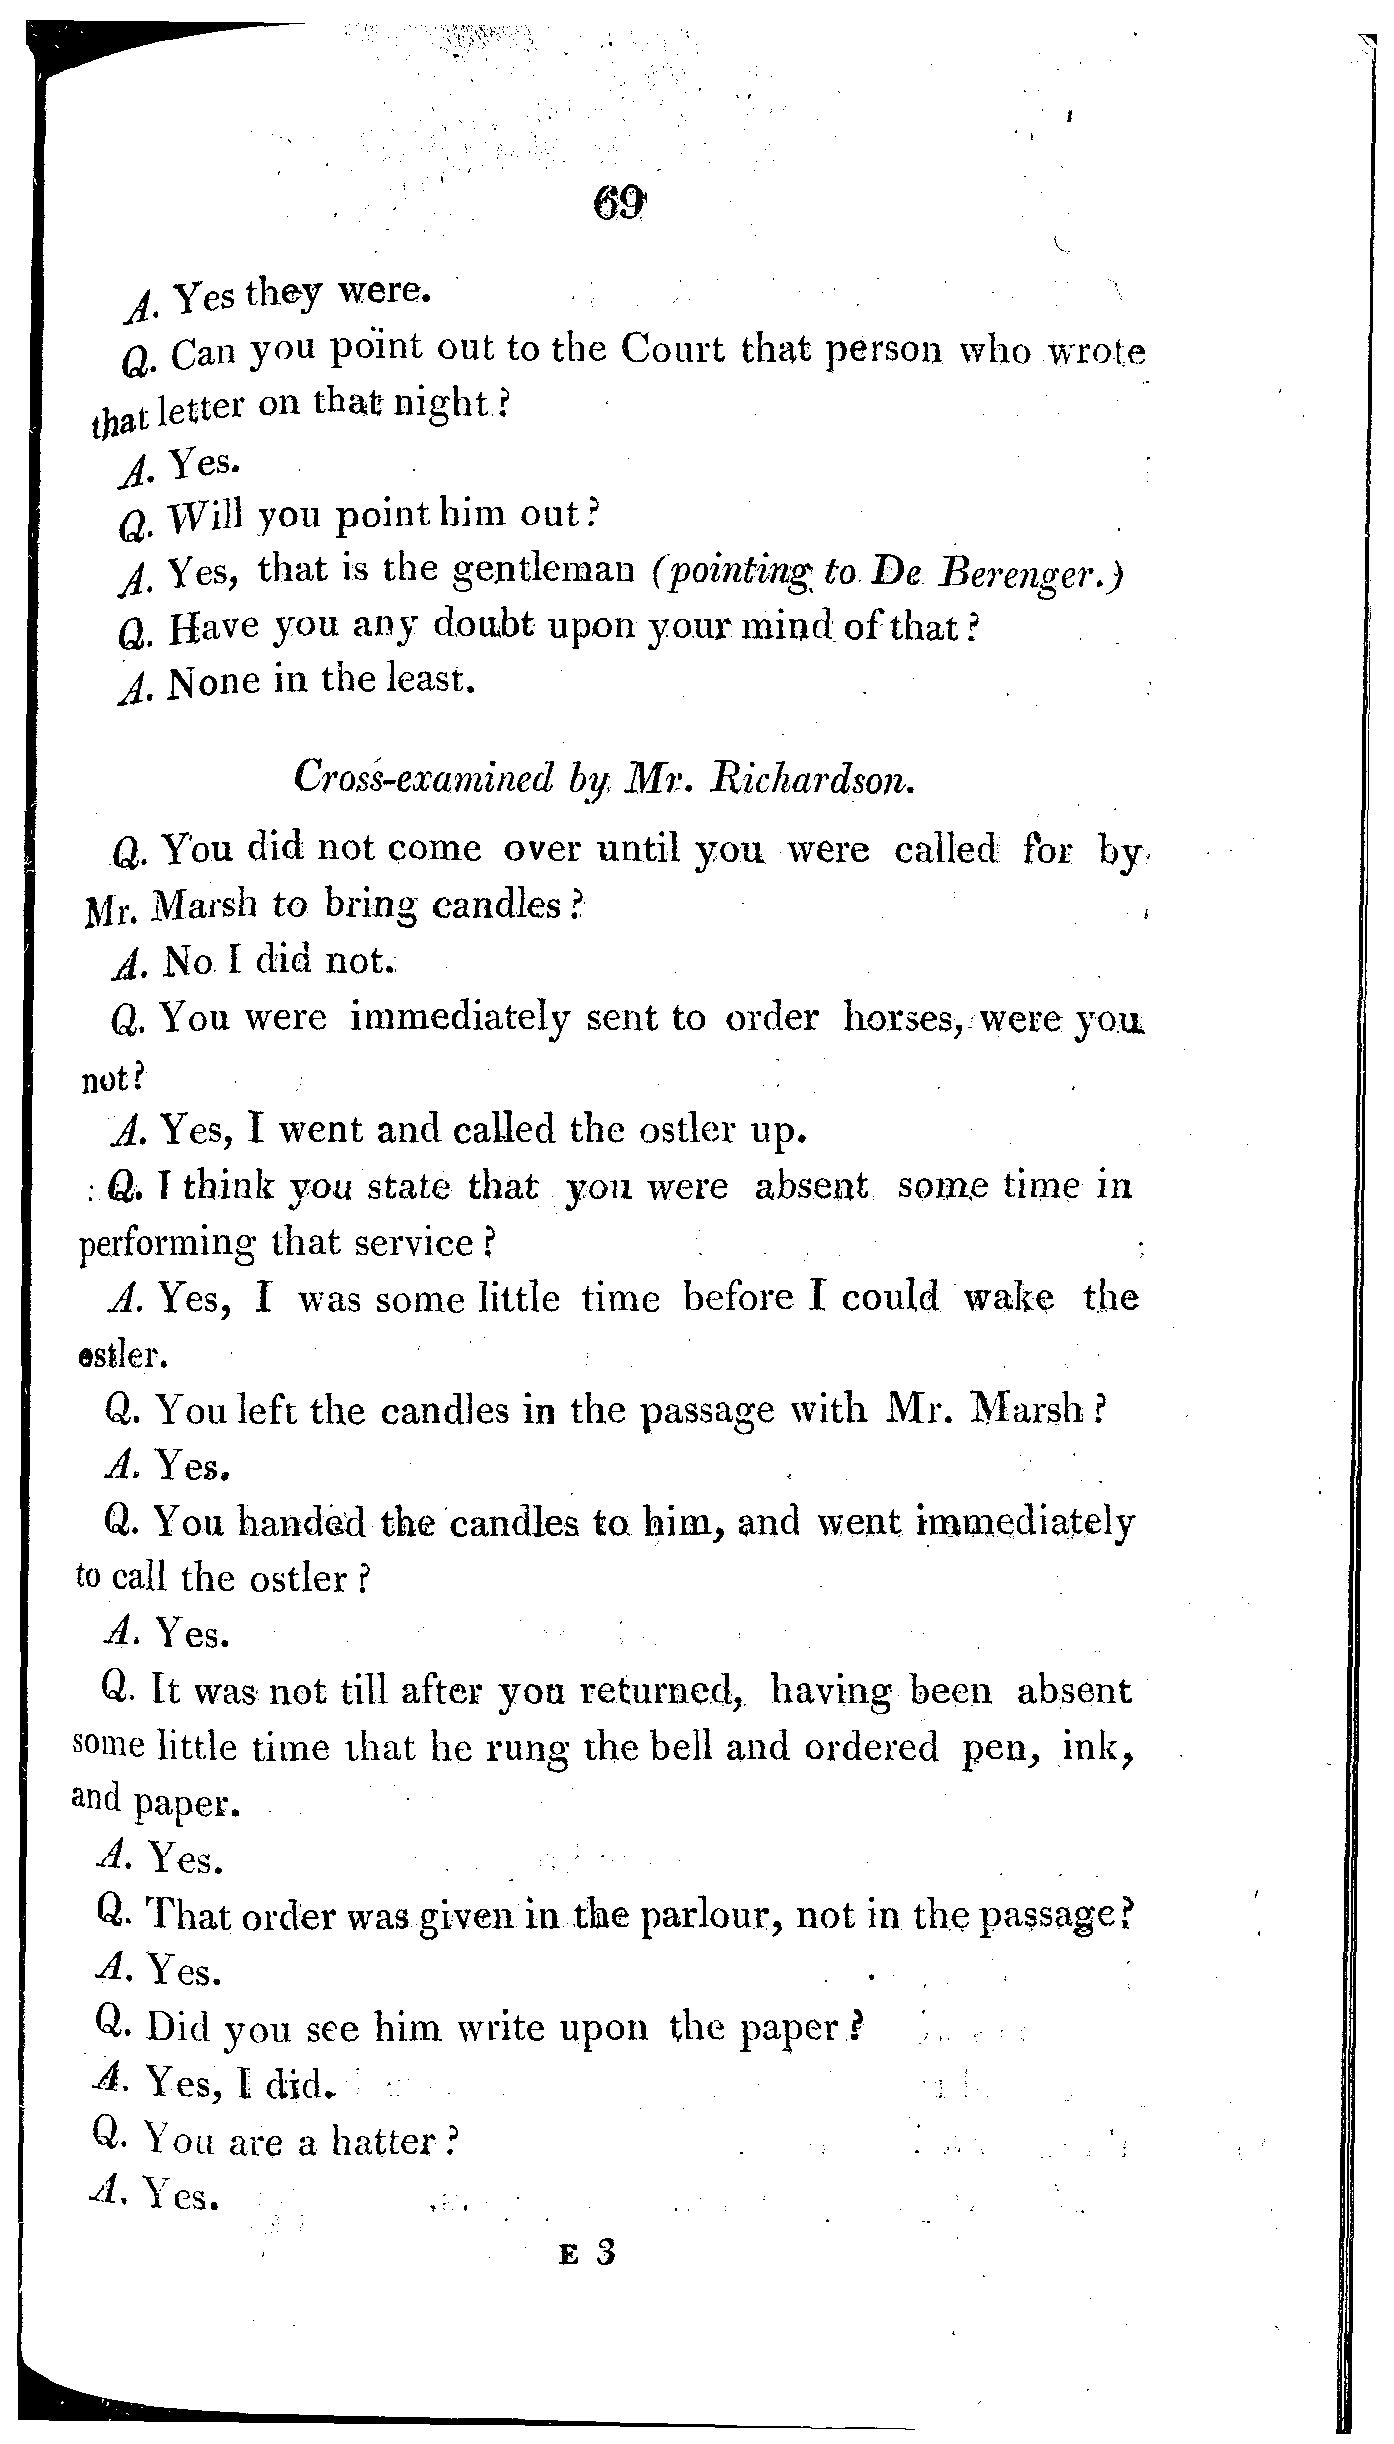 69
A. Yes they were.
Q. Can you point out to the Court that person who wrote
that letter on that night?
A. Yes.
Q. Will you point him out?
A. Yes, that is the gentleman (pointing to De Berenger.)
Q. Have you any doubt upon your mind of that?
A. None in the least.
Cross-examined by Mr. Richardson.
Q. You did not come over until you were called for by
Mr. Marsh to bring candles?
A. No I did not.
Q. You were immediately sent to order horses, were you
not?
A. Yes, I went and called the ostler up.
Q. I think you state that you were absent some time in
performing that service?
A. Yes, I was some little time before I could wake the
ostler.
Q. You left the candles in the passage with Mr. Marsh?
A. Yes.
Q. You handed the candles to him, and went immediately
to call the ostler?
A. Yes.
Q. It was not till after you returned, having been absent
some little time that he rung the bell and ordered pen, ink,
and paper.
A. Yes.
Q. That order was given in the parlour, not in the passage?
A. Yes.
Q. Did you see him write upon the paper?
A. Yes, I did.
Q. You are a hatter?
A. Yes.
E 3